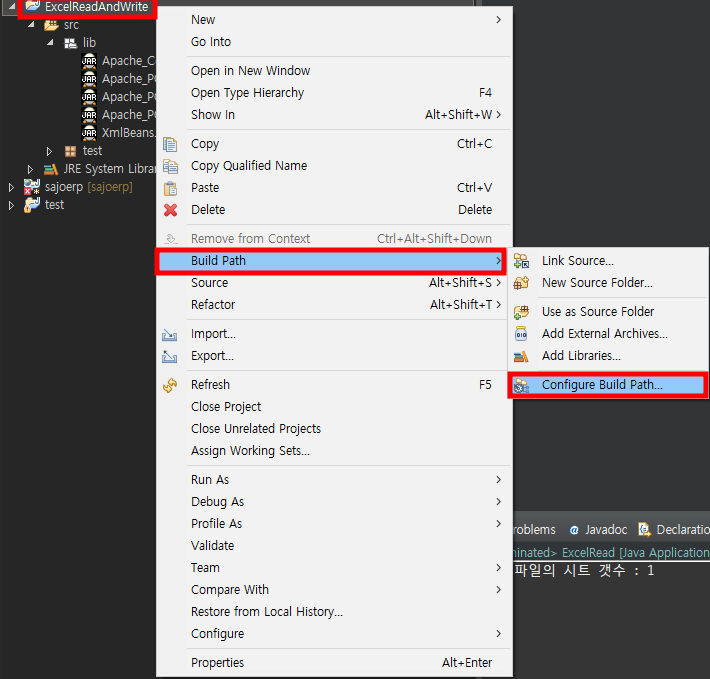 ExcelReadAndWrite
src
lib
Apache_C
Apache_P
Apache_P
Apache_P
XmlBeans.
test
JRE System Librar
sajoerp [sajoerp]
test
New
Go Into
Open in New Window
Open Type Hierarchy F4
Show In Alt+Shift+W
Copy Ctrl+C
Copy Qualified Name
Paste Ctrl+V
Delete Delete
Remove from Context Ctrl+Alt+Shift+Down
Build Path
Source Alt+Shift+S
Refactor Alt+Shift+T
Import...
Export...
Refresh F5
Close Project
Close Unrelated Projects
Assign Working Sets...
Run As
Debug As
Profile As
Validate
Team
Compare With
Restore from Local History...
Configure
Properties Alt+Enter
Link Source...
New Source Folder...
Use as Source Folder
Add External Archives...
Add Libraries...
Configure Build Path...
roblems @ Javadoc Declaratio
ninated> ExcelRead [Java Application
파일의 시트 갯수 : 1